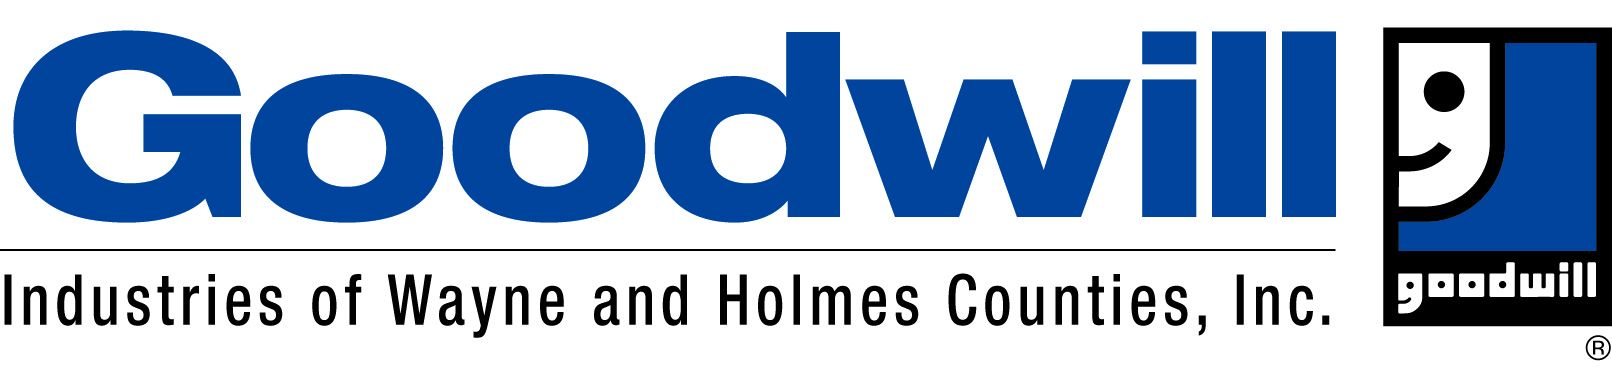 Goodwill
Industries of Wayne and Holmes Counties, Inc.
goodwill
®